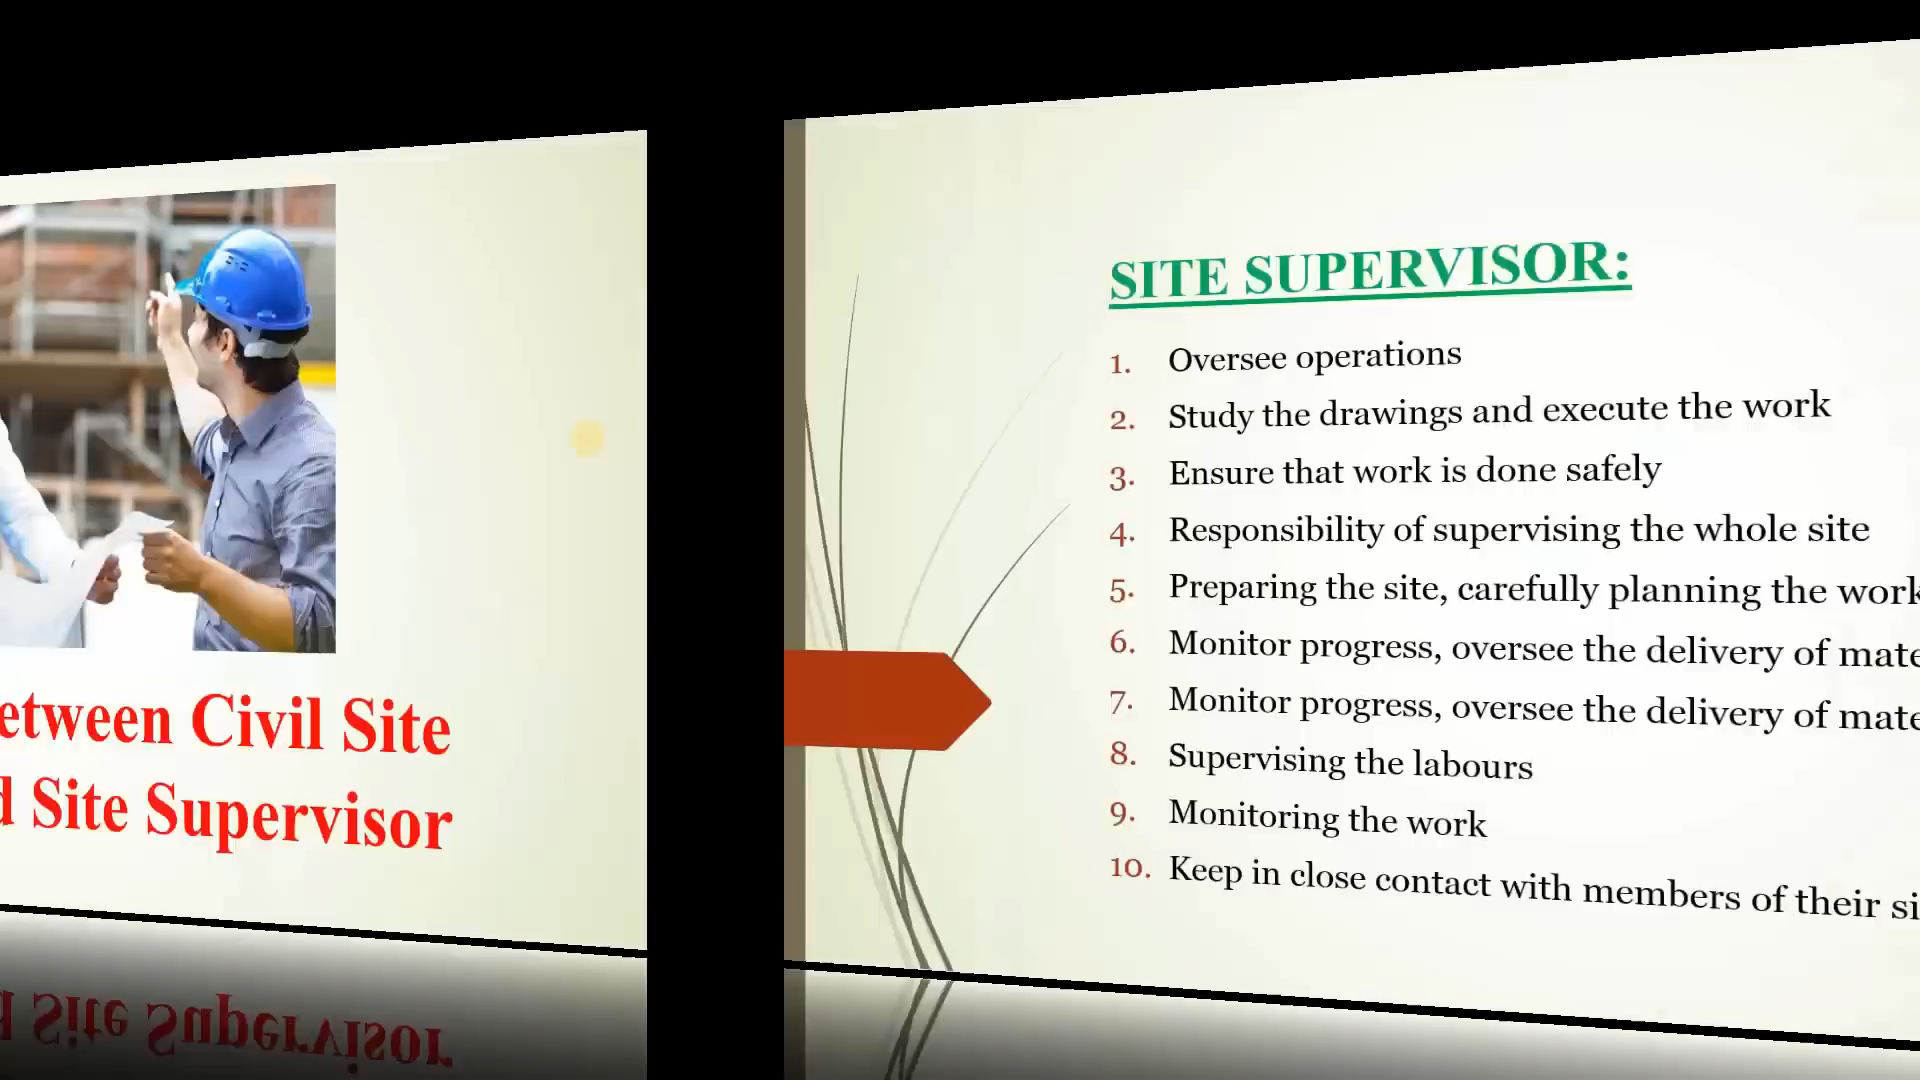 etween Civil Site
d Site Supervisor
SITE SUPERVISOR:
1. Oversee operations
2. Study the drawings and execute the work
3. Ensure that work is done safely
4. Responsibility of supervising the whole site
5. Preparing the site, carefully planning the work
6. Monitor progress, oversee the delivery of mate
7. Monitor progress, oversee the delivery of mate
8. Supervising the labours
9. Monitoring the work
10. Keep in close contact with members of their si